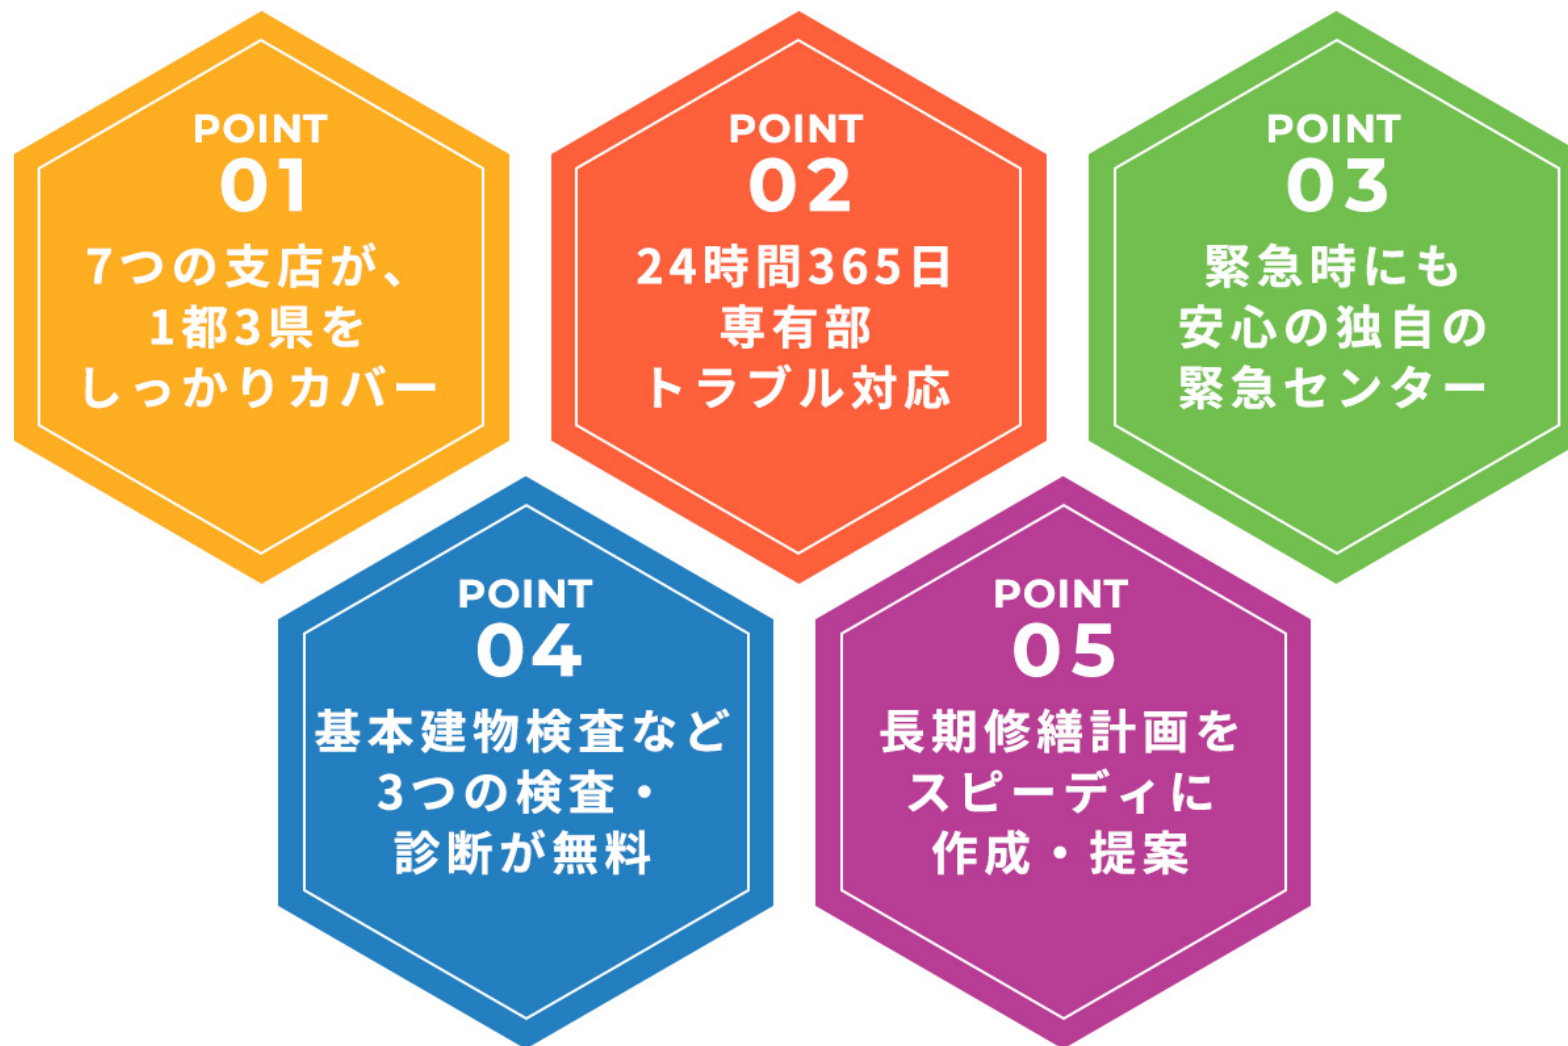 POINT
01
7つの支店が、
1都3県を
しっかりカバー
POINT
02
24時間365日
専有部
トラブル対応
POINT
03
緊急時にも
安心の独自の
緊急センター
POINT
04
基本建物検査など
3つの検査・
診断が無料
POINT
05
長期修繕計画を
スピーディに
作成・提案